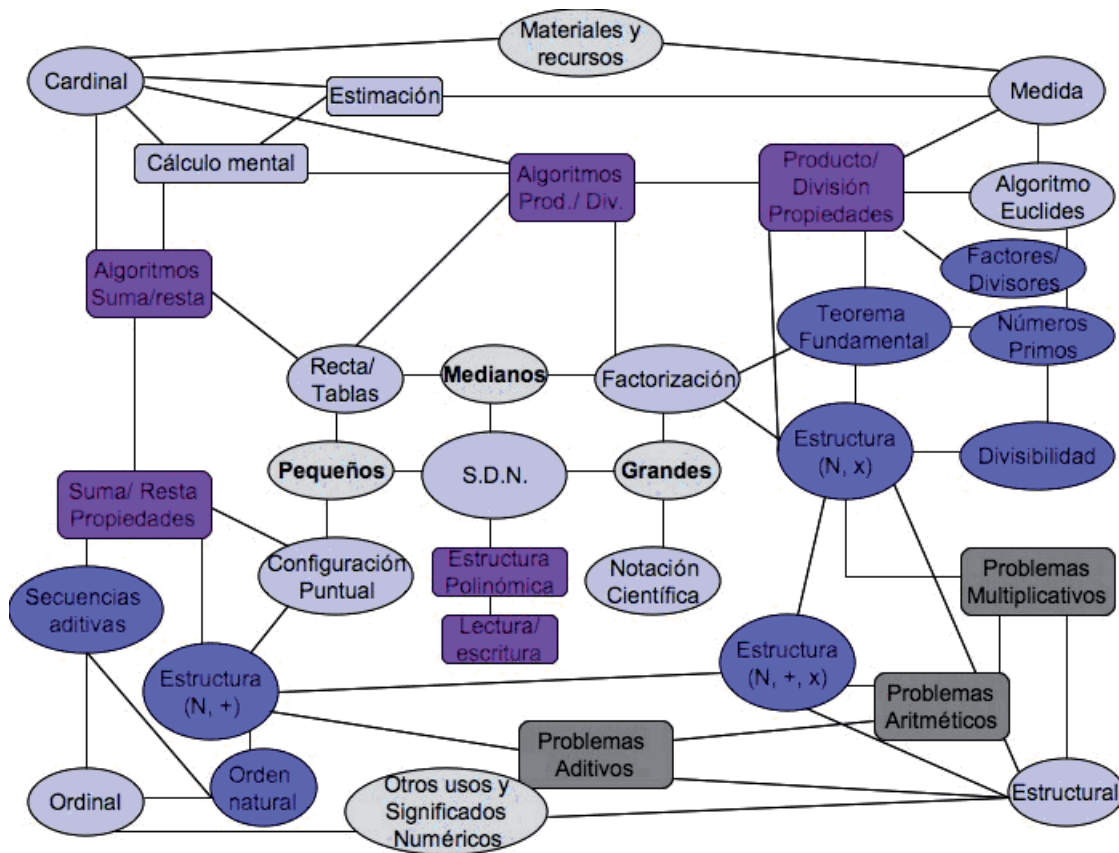 Materiales y
recursos
Cardinal
Estimación
Medida
Cálculo mental
Algoritmos
Prod./ Div.
Producto/
División
Propiedades
Algoritmo
Euclides
Algoritmos
Suma/resta
Factores/
Divisores
Teorema
Fundamental
Números
Primos
Recta/
Tablas
Medianos
Factorización
Estructura
(N, x)
Divisibilidad
Pequeños
S.D.N.
Grandes
Suma/ Resta
Propiedades
Configuración
Puntual
Estructura
Polinómica
Notación
Científica
Problemas
Multiplicativos
Secuencias
aditivas
Lectura/
escritura
Estructura
(N, +)
Estructura
(N, +, x)
Problemas
Aritméticos
Problemas
Aditivos
Orden
natural
Ordinal
Otros usos y
Significados
Numéricos
Estructural